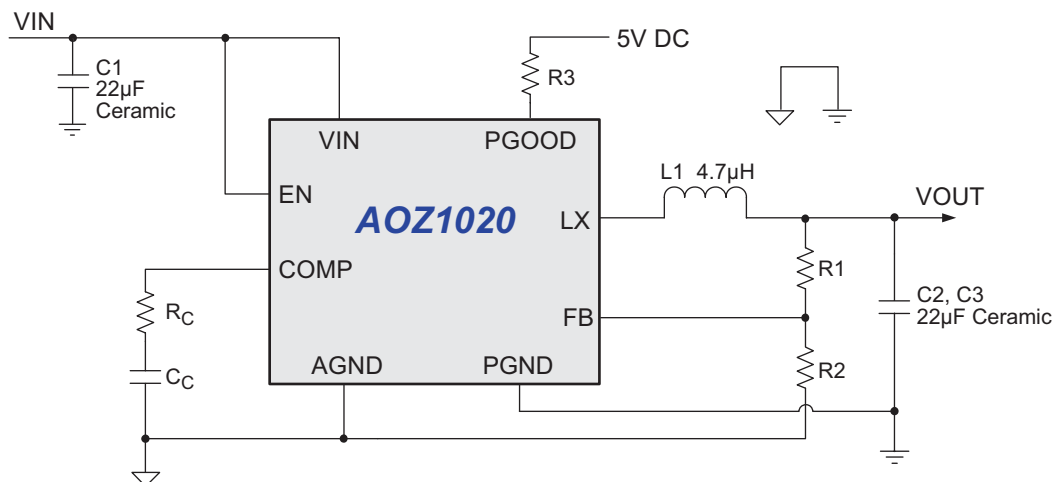 VIN
C1
22µF
Ceramic
5V DC
R3
VIN
PGOOD
EN
AOZ1020
LX
L1 4.7µH
VOUT
COMP
R1
RC
FB
C2, C3
22µF Ceramic
CC
AGND
PGND
R2